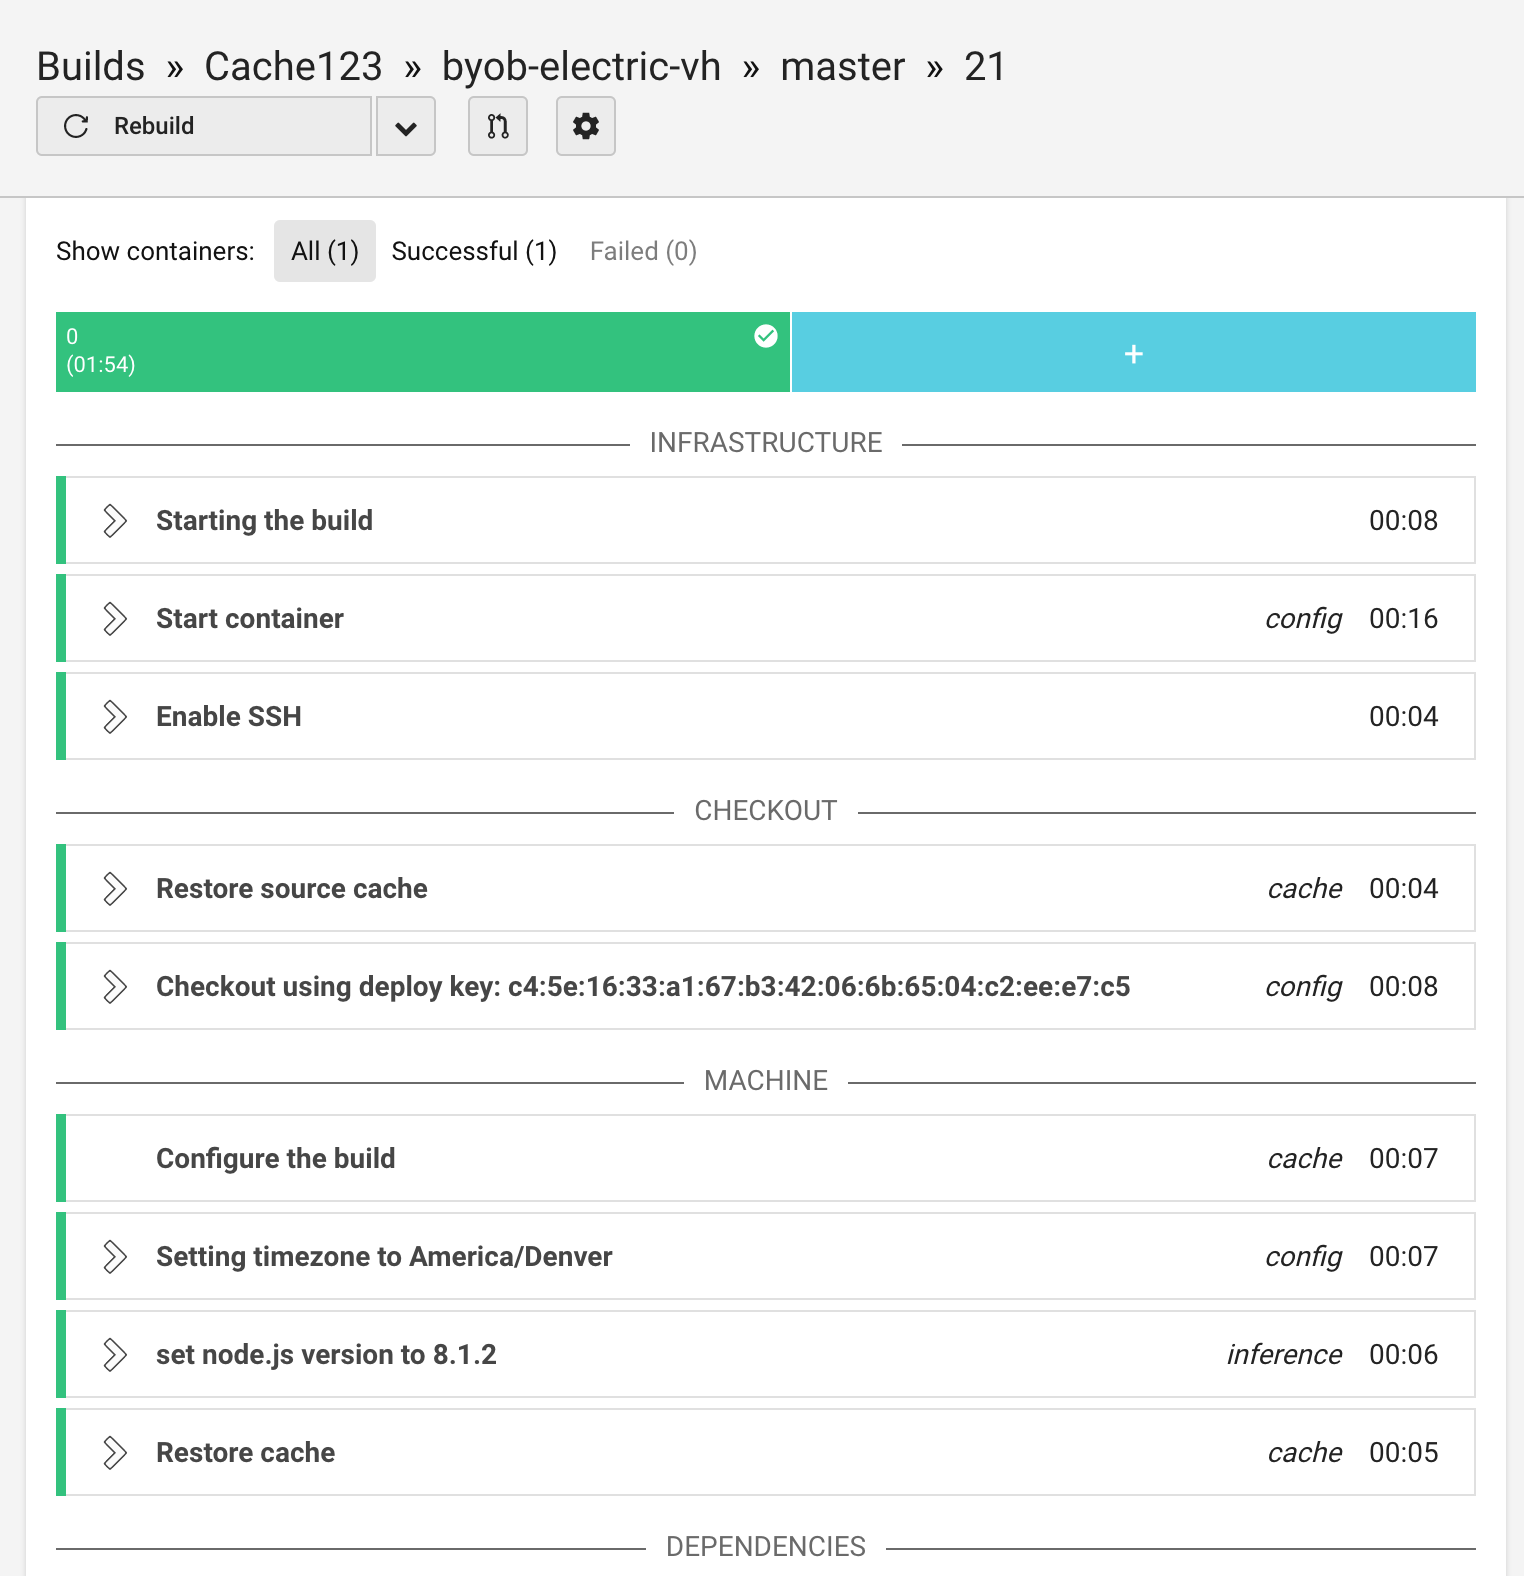 Builds » Cache123 » byob-electric-vh » master » 21
Rebuild
Show containers: All (1) Successful (1) Failed (0)
0
(01:54)
+
INFRASTRUCTURE
Starting the build 00:08
Start container config 00:16
Enable SSH 00:04
CHECKOUT
Restore source cache cache 00:04
Checkout using deploy key: c4:5e:16:33:a1:67:b3:42:06:6b:65:04:c2:ee:e7:c5 config 00:08
MACHINE
Configure the build cache 00:07
Setting timezone to America/Denver config 00:07
set node.js version to 8.1.2 inference 00:06
Restore cache cache 00:05
DEPENDENCIES